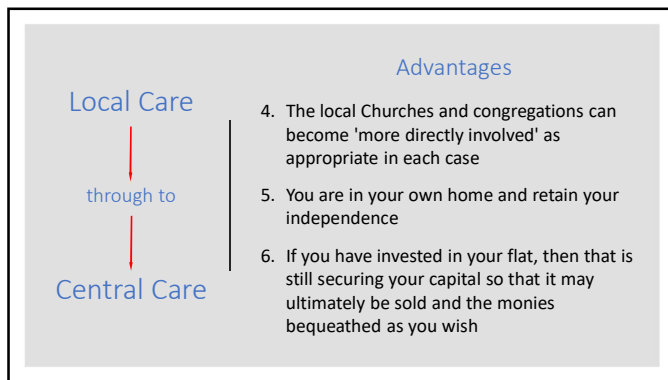 Local Care
through to
Central Care
Advantages
4. The local Churches and congregations can
become 'more directly involved' as
appropriate in each case
5. You are in your own home and retain your
independence
6. If you have invested in your flat, then that is
still securing your capital so that it may
ultimately be sold and the monies
bequeathed as you wish